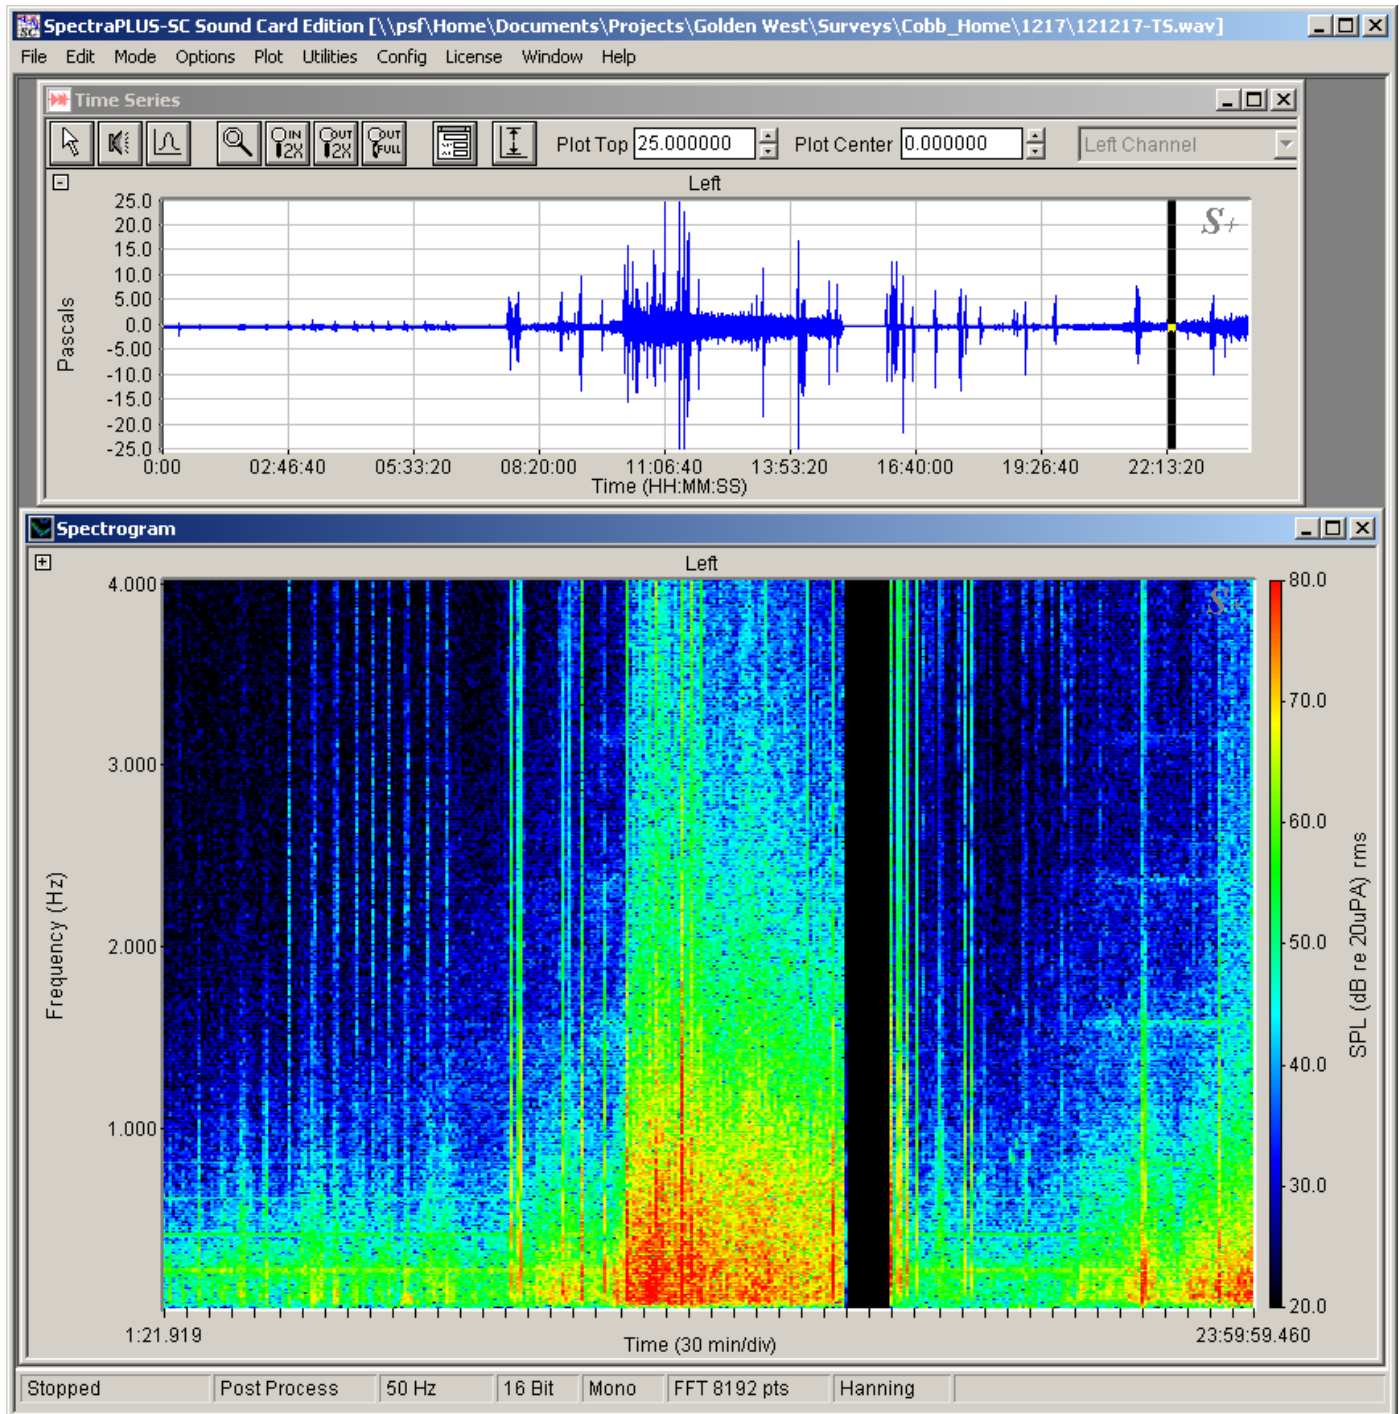 SpectraPLUS-SC Sound Card Edition [\\psf\Home\Documents\Projects\Golden West\Surveys\Cobb_Home\1217\121217-TS.wav]
File Edit Mode Options Plot Utilities Config License Window Help
Time Series
IN 2X OUT 2X OUT FULL Plot Top 25.000000 Plot Center 0.000000 Left Channel
Left
25.0
20.0
15.0
10.0
5.00
0.0
-5.00
-10.0
-15.0
-20.0
-25.0
Pascals
S+
0:00 02:46:40 05:33:20 08:20:00 11:06:40 13:53:20 16:40:00 19:26:40 22:13:20
Time (HH:MM:SS)
Spectrogram
Left
4.000
3.000
2.000
1.000
Frequency (Hz)
S+
80.0
70.0
60.0
50.0
40.0
30.0
20.0
SPL (dB re 20uPA) rms
1:21.919 Time (30 min/div) 23:59:59.460
Stopped Post Process 50 Hz 16 Bit Mono FFT 8192 pts Hanning